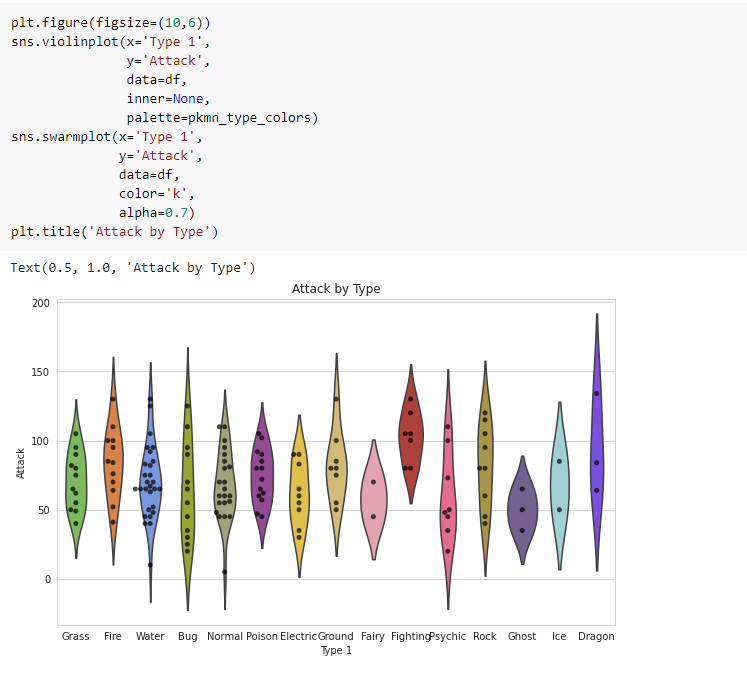 plt.figure(figsize=(10,6))
sns.violinplot(x='Type 1',
y='Attack',
data=df,
inner=None,
palette=pkmn_type_colors)
sns.swarmplot(x='Type 1',
y='Attack',
data=df,
color='k',
alpha=0.7)
plt.title('Attack by Type')
Text(0.5, 1.0, 'Attack by Type')
Attack by Type
200
150
100
50
0
Attack
Grass Fire Water Bug Normal Poison Electric Ground Fairy Fighting Psychic Rock Ghost Ice Dragon
Type 1